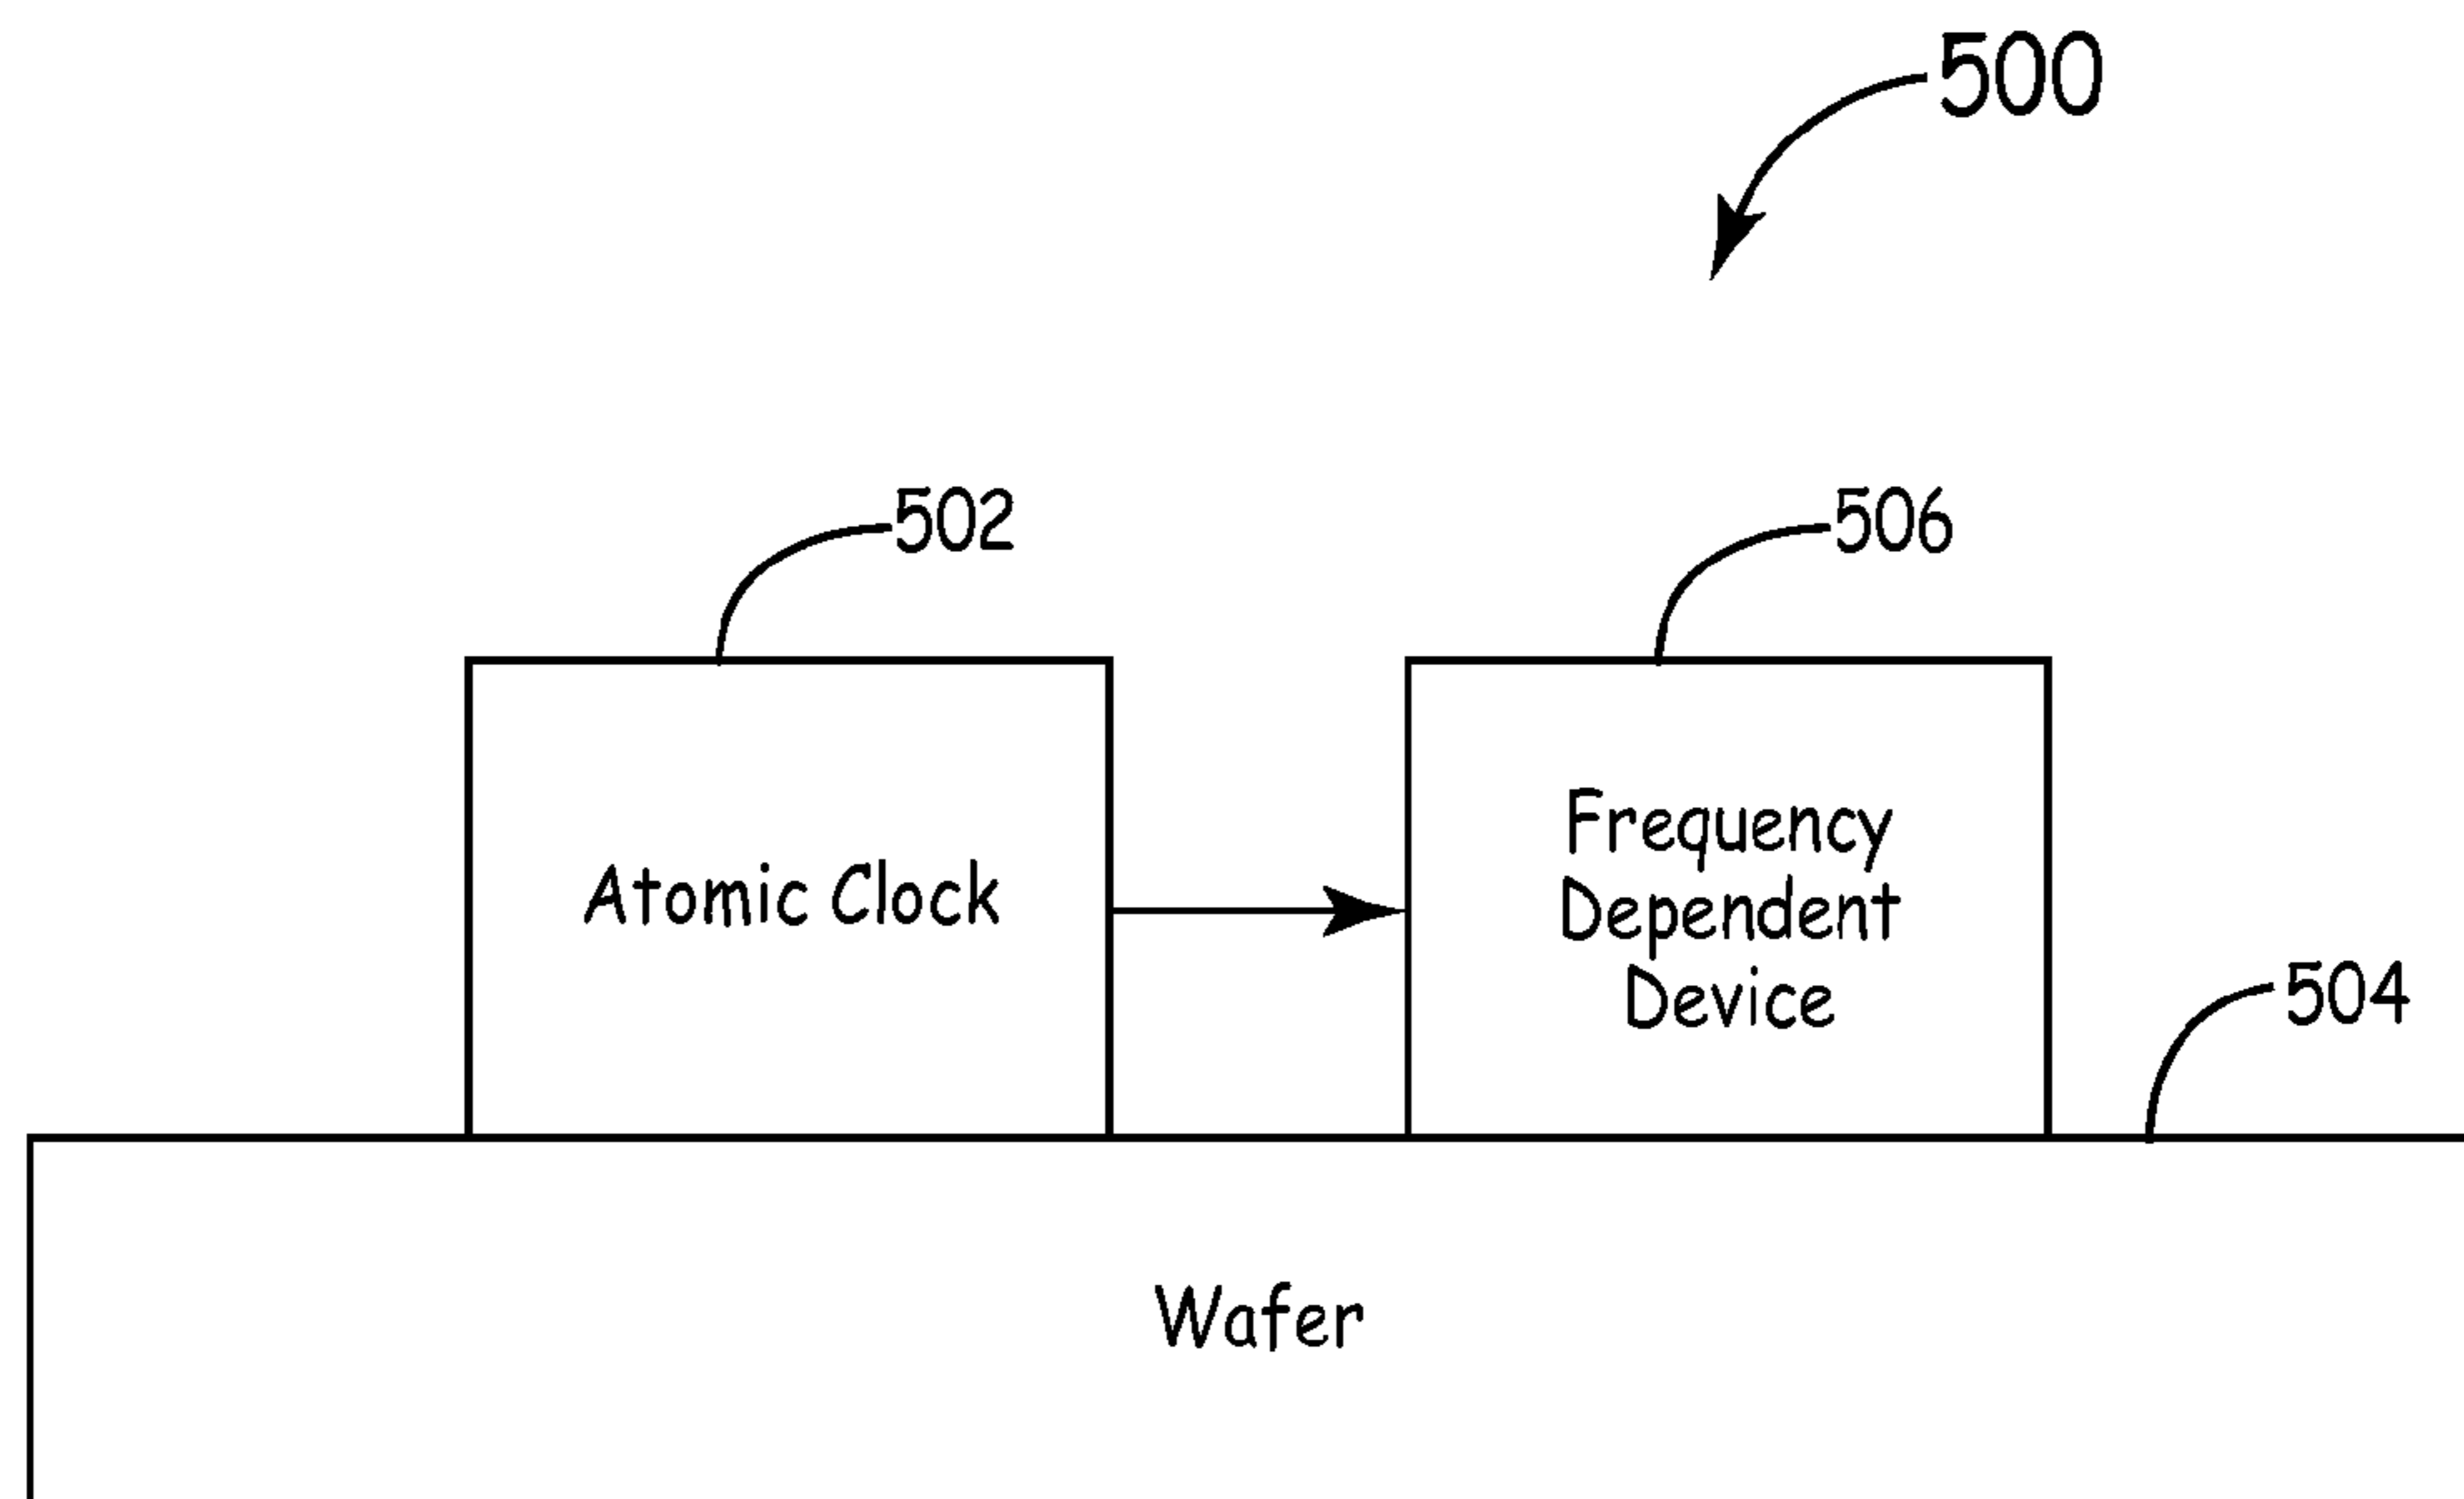 500
502
506
Atomic Clock
Frequency
Dependent
Device
504
Wafer